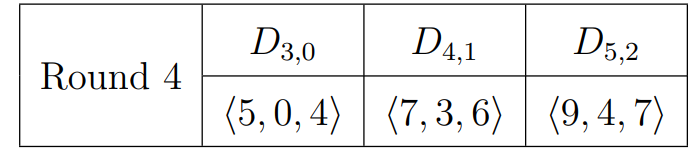 Round 4 D₃,₀ D₄,₁ D₅,₂
⟨5, 0, 4⟩ ⟨7, 3, 6⟩ ⟨9, 4, 7⟩